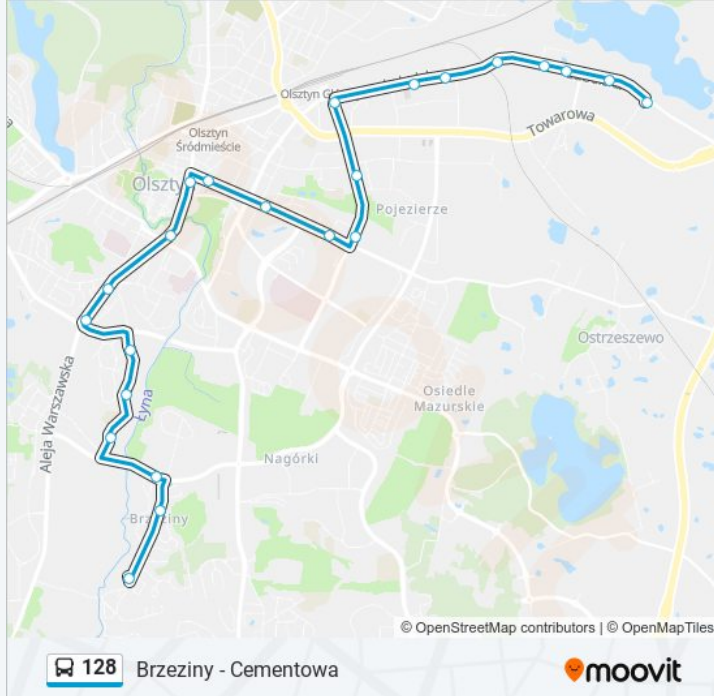 Olsztyn Gł
Towarowa
Olsztyn
Śródmieście
Olszty
Pojezierze
Ostrzeszewo
Aleja Warszawska
Łyna
Osiedle
Mazurskie
Nagórki
Brzeziny
© OpenStreetMap contributors | © OpenMapTiles
128 Brzeziny - Cementowa
moovit